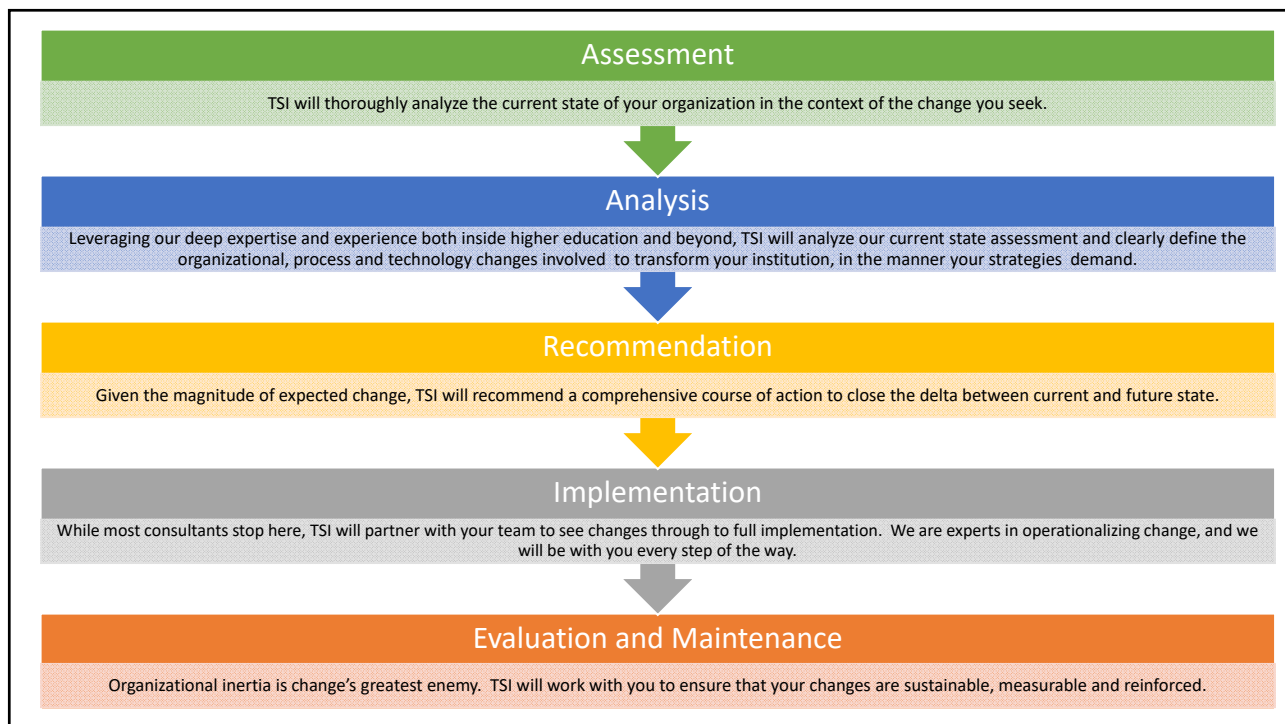 Assessment
TSI will thoroughly analyze the current state of your organization in the context of the change you seek.
Analysis
Leveraging our deep expertise and experience both inside higher education and beyond, TSI will analyze our current state assessment and clearly define the
organizational, process and technology changes involved  to transform your institution, in the manner your strategies  demand.
Recommendation
Given the magnitude of expected change, TSI will recommend a comprehensive course of action to close the delta between current and future state.
Implementation
While most consultants stop here, TSI will partner with your team to see changes through to full implementation.  We are experts in operationalizing change, and we
will be with you every step of the way.
Evaluation and Maintenance
Organizational inertia is change’s greatest enemy.  TSI will work with you to ensure that your changes are sustainable, measurable and reinforced.